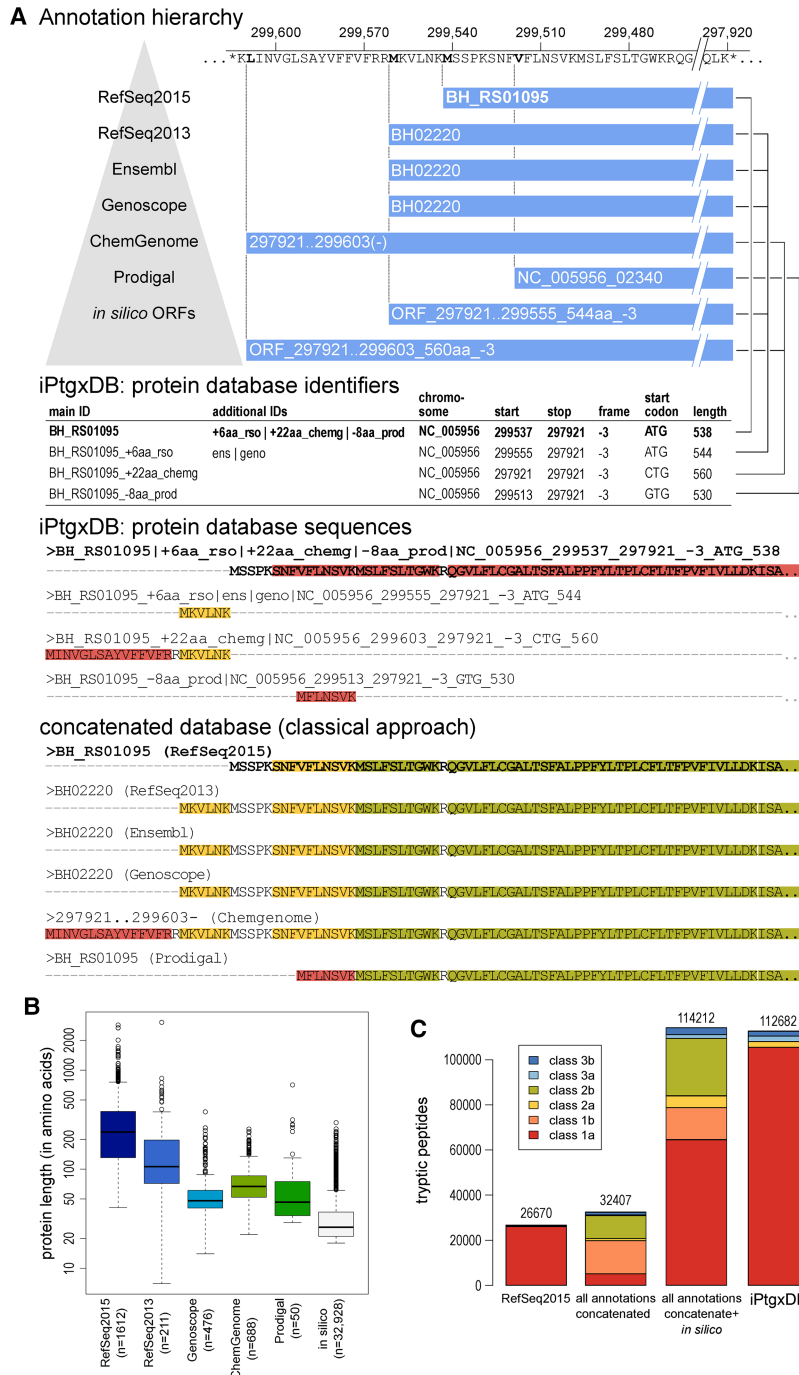 A Annotation hierarchy
299,600 299,570 299,540 299,510 299,480 297,920
...*KLINVGLSAYVFFVFRRMKVLNKMSSPKSNFVFLNSVKMSLFSLTGWKRQG QLK*...
RefSeq2015 BH_RS01095
RefSeq2013 BH02220
Ensembl BH02220
Genoscope BH02220
ChemGenome 297921..299603(-)
Prodigal NC_005956_02340
in silico ORFs ORF_297921..299555_544aa_-3
ORF_297921..299603_560aa_-3
iPtgxDB: protein database identifiers
main ID additional IDs chromo-some start stop frame start codon length
BH_RS01095 +6aa_rso | +22aa_chemg | -8aa_prod NC_005956 299537 297921 -3 ATG 538
BH_RS01095_+6aa_rso ens | geno NC_005956 299555 297921 -3 ATG 544
BH_RS01095_+22aa_chemg NC_005956 297921 297921 -3 CTG 560
BH_RS01095_-8aa_prod NC_005956 299513 297921 -3 GTG 530
iPtgxDB: protein database sequences
>BH_RS01095|+6aa_rso|+22aa_chemg|-8aa_prod|NC_005956_299537_297921_-3_ATG_538
MSSPKSNFVFLNSVKMSLFSLTGWKRQGVLFLCGALTSFALPPFYLTPLCFLTFPVFIVLLDKISA..
>BH_RS01095_+6aa_rso|ens|geno|NC_005956_299555_297921_-3_ATG_544
MKVLNK ..
>BH_RS01095_+22aa_chemg|NC_005956_299603_297921_-3_CTG_560
MINVGLSAYVFFVFRRMKVLNK ..
>BH_RS01095_-8aa_prod|NC_005956_299513_297921_-3_GTG_530
MFLNSVK ..
concatenated database (classical approach)
>BH_RS01095 (RefSeq2015)
MSSPKSNFVFLNSVKMSLFSLTGWKRQGVLFLCGALTSFALPPFYLTPLCFLTFPVFIVLLDKISA..
>BH02220 (RefSeq2013)
MKVLNKMSSPKSNFVFLNSVKMSLFSLTGWKRQGVLFLCGALTSFALPPFYLTPLCFLTFPVFIVLLDKISA..
>BH02220 (Ensembl)
MKVLNKMSSPKSNFVFLNSVKMSLFSLTGWKRQGVLFLCGALTSFALPPFYLTPLCFLTFPVFIVLLDKISA..
>BH02220 (Genoscope)
MKVLNKMSSPKSNFVFLNSVKMSLFSLTGWKRQGVLFLCGALTSFALPPFYLTPLCFLTFPVFIVLLDKISA..
>297921..299603- (Chemgenome)
MINVGLSAYVFFVFRRMKVLNKMSSPKSNFVFLNSVKMSLFSLTGWKRQGVLFLCGALTSFALPPFYLTPLCFLTFPVFIVLLDKISA..
>BH_RS01095 (Prodigal)
MFLNSVKMSLFSLTGWKRQGVLFLCGALTSFALPPFYLTPLCFLTFPVFIVLLDKISA..
B
protein length (in amino acids)
2000
1000
500
200
100
50
20
10
RefSeq2015 (n=1612)
RefSeq2013 (n=211)
Genoscope (n=476)
ChemGenome (n=688)
Prodigal (n=50)
in silico (n=32,928)
C
tryptic peptides
100000
80000
60000
40000
20000
0
class 3b
class 3a
class 2b
class 2a
class 1b
class 1a
26670 32407 114212 112682
RefSeq2015
all annotations concatenated
all annotations concatenate+ in silico